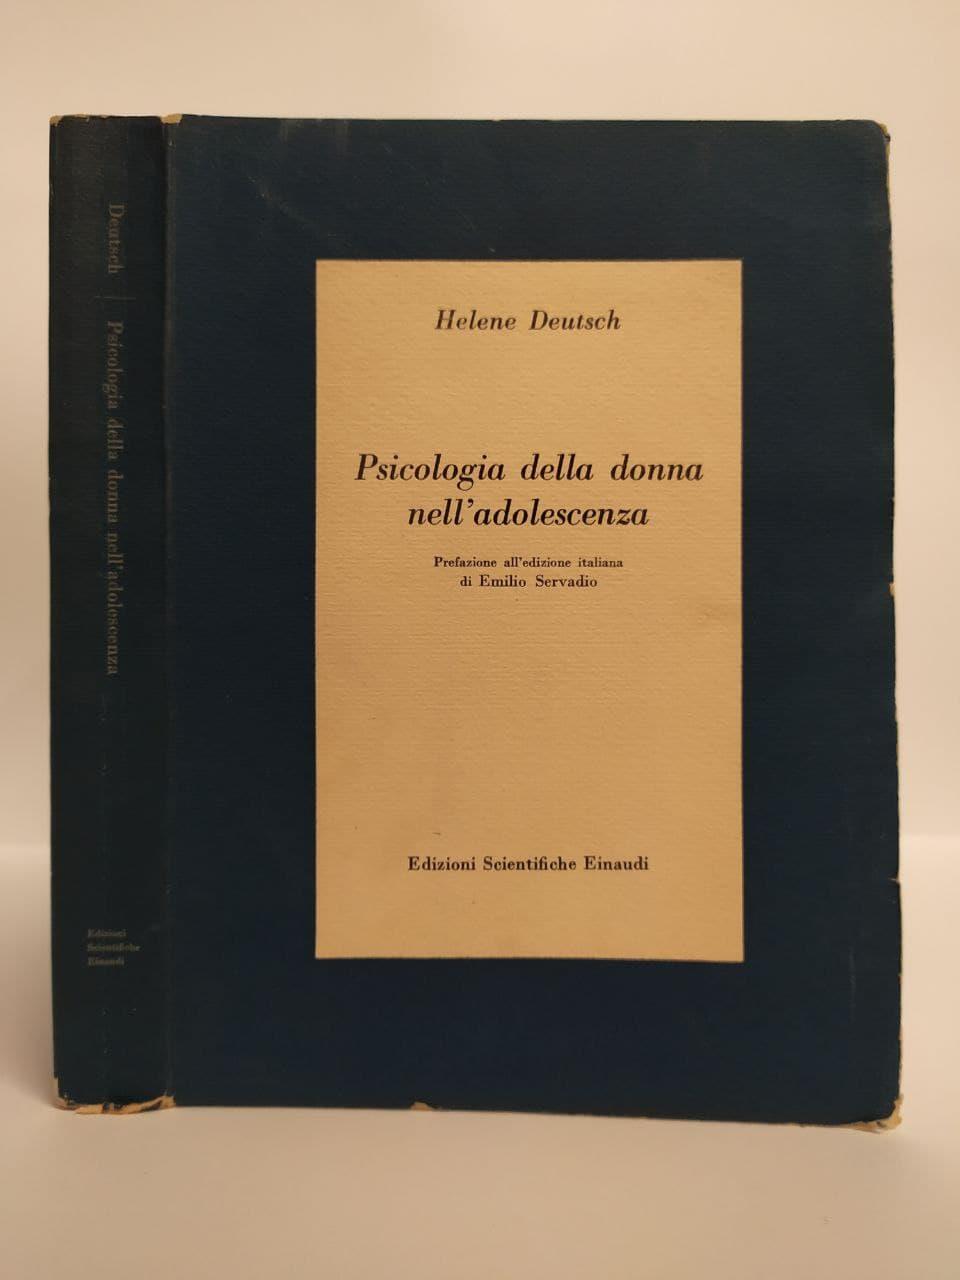 Deutsch | Psicologia della donna nell'adolescenza
Edizioni
Scientifiche
Einaudi
Helene Deutsch
Psicologia della donna
nell'adolescenza
Prefazione all'edizione italiana
di Emilio Servadio
Edizioni Scientifiche Einaudi